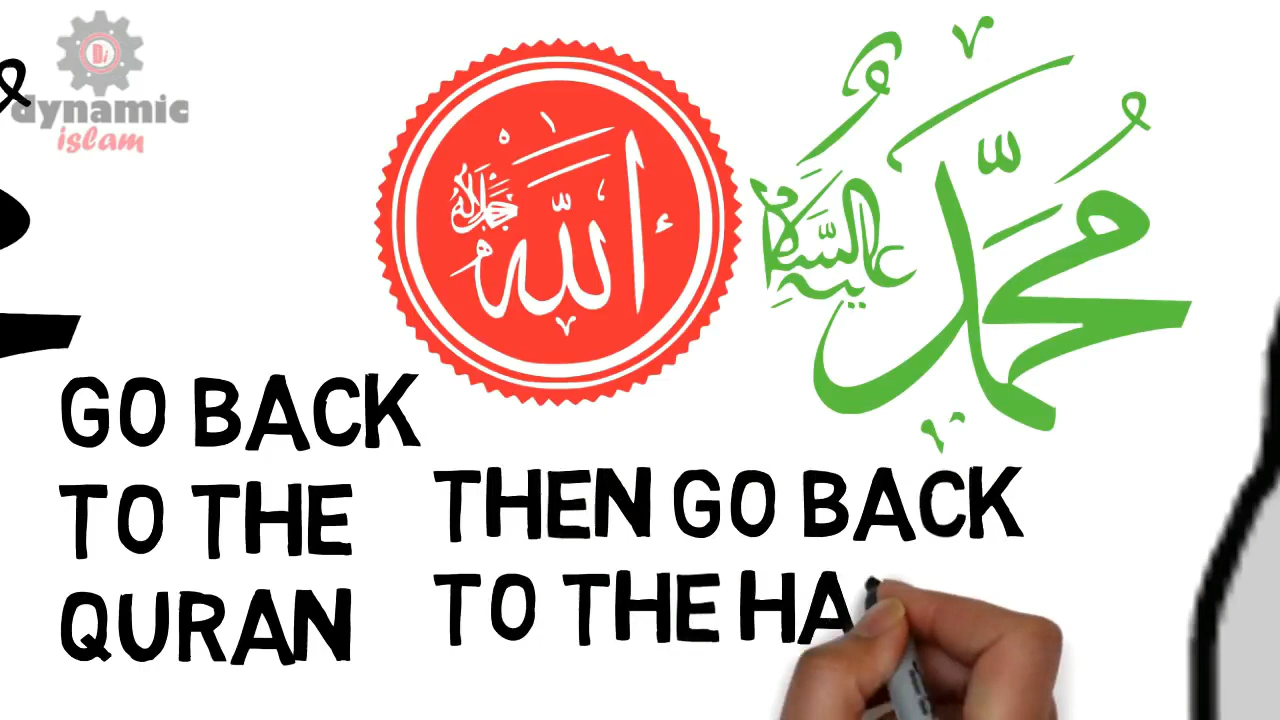 Di
dynamic
islam
الله
جل جلاله
محمد
عليه السلام
GO BACK
TO THE
QURAN
THEN GO BACK
TO THE HA